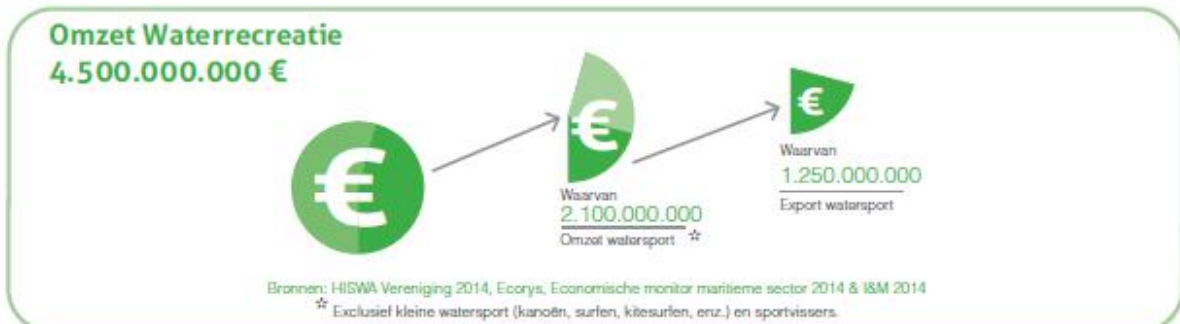 Omzet Waterrecreatie
4.500.000.000 €
€
€
€
Waarvan
2.100.000.000
Omzet watersport ☆
Waarvan
1.250.000.000
Export watersport
Bronnen: HISWA Vereniging 2014, Ecorys, Economische monitor maritieme sector 2014 & I&M 2014
☆ Exclusief kleine watersport (kanoën, surfen, kitesurfen, enz.) en sportvissers.